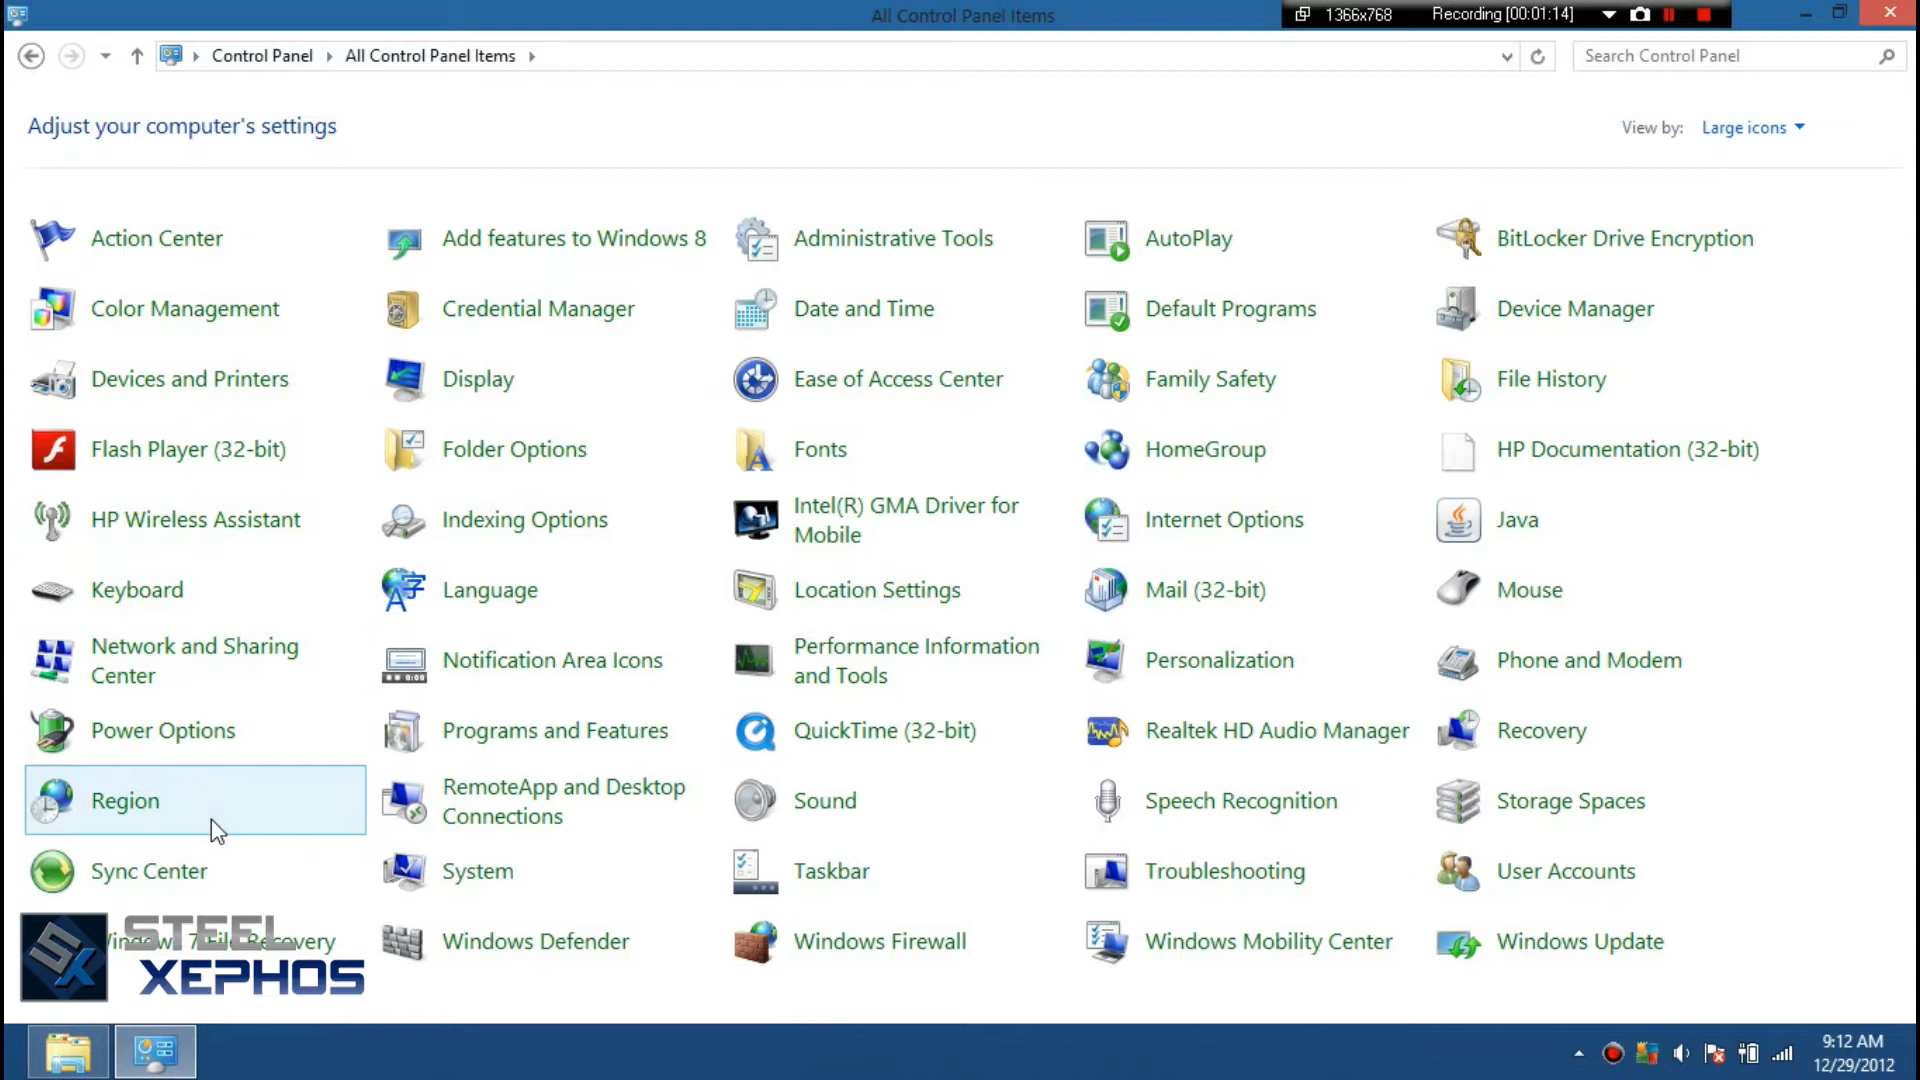 All Control Panel Items
1366x768
Recording [00:01:14]
Control Panel
All Control Panel Items
Search Control Panel
Adjust your computer's settings
View by:
Large icons
Action Center
Add features to Windows 8
Administrative Tools
AutoPlay
BitLocker Drive Encryption
Color Management
Credential Manager
Date and Time
Default Programs
Device Manager
Devices and Printers
Display
Ease of Access Center
Family Safety
File History
Flash Player (32-bit)
Folder Options
Fonts
HomeGroup
HP Documentation (32-bit)
HP Wireless Assistant
Indexing Options
Intel(R) GMA Driver for
Mobile
Internet Options
Java
Keyboard
Language
Location Settings
Mail (32-bit)
Mouse
Network and Sharing
Center
Notification Area Icons
Performance Information
and Tools
Personalization
Phone and Modem
Power Options
Programs and Features
QuickTime (32-bit)
Realtek HD Audio Manager
Recovery
Region
RemoteApp and Desktop
Connections
Sound
Speech Recognition
Storage Spaces
Sync Center
System
Taskbar
Troubleshooting
User Accounts
Windows 7 File Recovery
Windows Defender
Windows Firewall
Windows Mobility Center
Windows Update
STEEL
XEPHOS
9:12 AM
12/29/2012